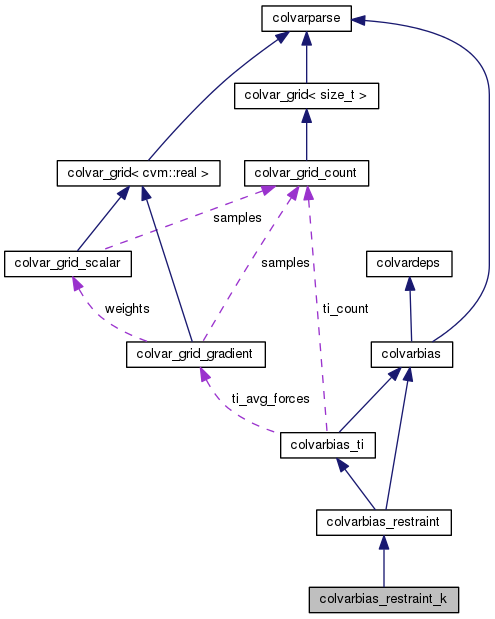 colvarparse
colvar_grid< size_t >
colvar_grid< cvm::real >
colvar_grid_count
samples
colvar_grid_scalar
samples
colvardeps
weights
ti_count
colvar_grid_gradient
colvarbias
ti_avg_forces
colvarbias_ti
colvarbias_restraint
colvarbias_restraint_k